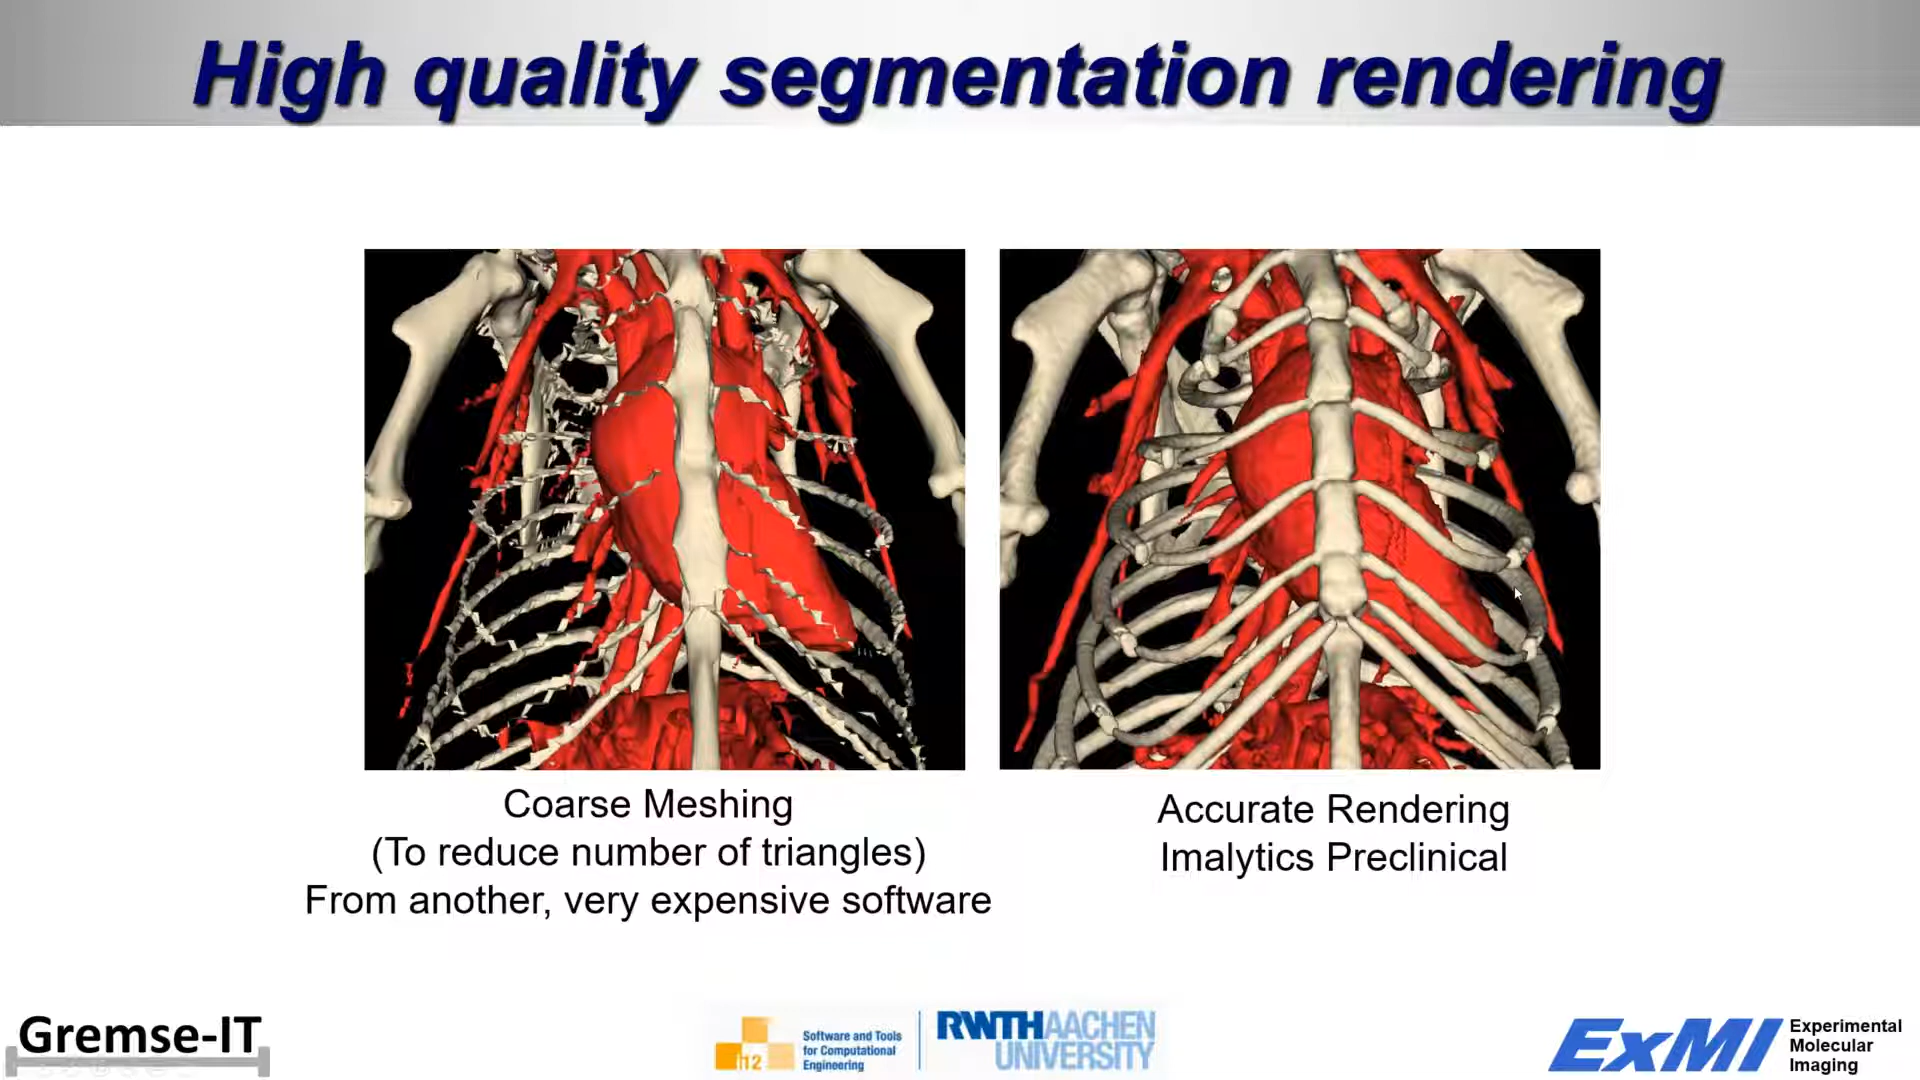 High quality segmentation rendering
Coarse Meshing
(To reduce number of triangles)
From another, very expensive software
Accurate Rendering
Imalytics Preclinical
Gremse-IT
i12
Software and Tools
for Computational
Engineering
RWTHAACHEN
UNIVERSITY
ExMI
Experimental
Molecular
Imaging